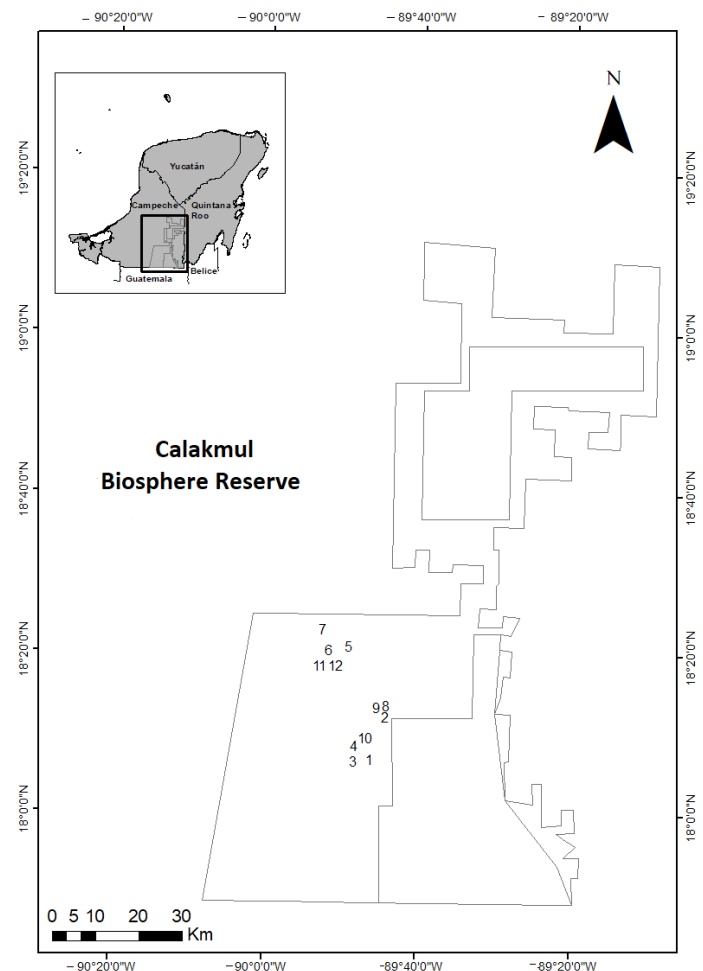 – 90°20'0"W – 90°0'0"W – 89°40'0"W – 89°20'0"W
N
Yucatán
Campeche Quintana
Roo
Guatemala Belice
19°20'0"N 19°20'0"N
19°0'0"N 19°0'0"N
Calakmul
Biosphere Reserve
18°40'0"N 18°40'0"N
7
6 5
11 12
18°20'0"N 18°20'0"N
9 8
2
10
4
3 1
18°0'0"N 18°0'0"N
0 5 10 20 30
Km
–90°20'0"W –90°0'0"W –89°40'0"W –89°20'0"W